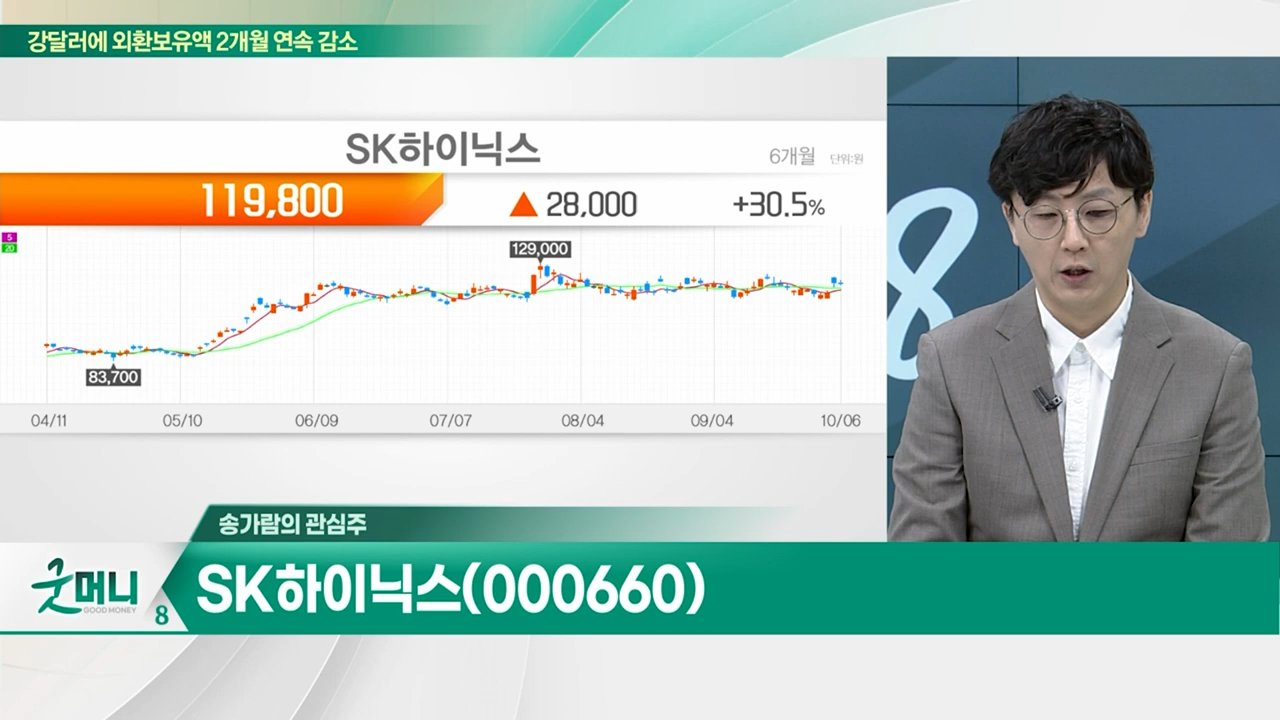 강달러에 외환보유액 2개월 연속 감소
SK하이닉스
6개월 단위:원
119,800 ▲ 28,000 +30.5%
5
20
129,000
83,700
04/11 05/10 06/09 07/07 08/04 09/04 10/06
8
송가람의 관심주
굿머니
GOOD MONEY
8
SK하이닉스(000660)